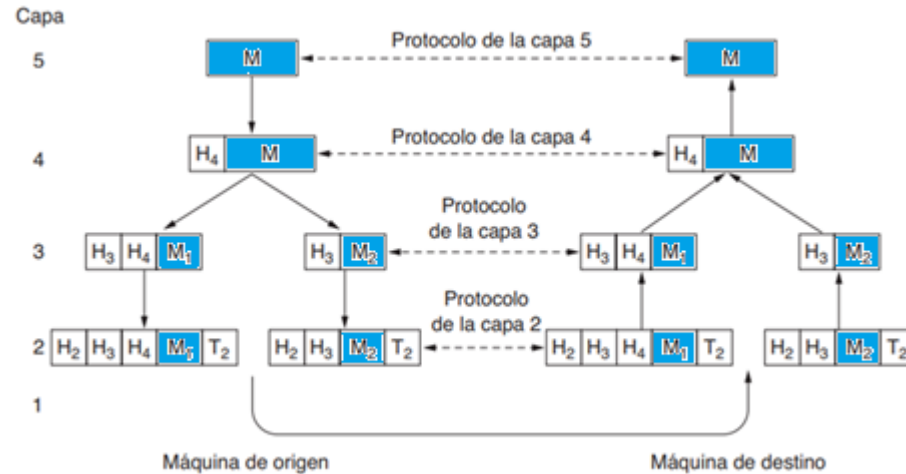 Capa
5
M
Protocolo de la capa 5
M
4
H₄ M
Protocolo de la capa 4
H₄ M
3
H₃ H₄ M₁
H₃ M₂
Protocolo
de la capa 3
H₃ H₄ M₁
H₃ M₂
2
H₂ H₃ H₄ M₁ T₂
H₂ H₃ M₂ T₂
Protocolo
de la capa 2
H₂ H₃ H₄ M₁ T₂
H₂ H₃ M₂ T₂
1
Máquina de origen
Máquina de destino